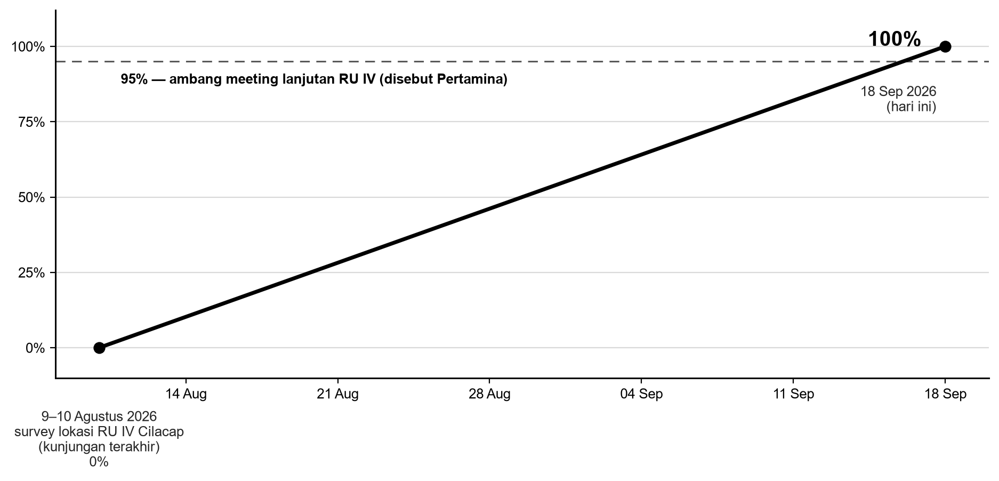 100%
100%
95% — ambang meeting lanjutan RU IV (disebut Pertamina)
18 Sep 2026
(hari ini)
75%
50%
25%
0%
14 Aug
21 Aug
28 Aug
04 Sep
11 Sep
18 Sep
9–10 Agustus 2026
survey lokasi RU IV Cilacap
(kunjungan terakhir)
0%